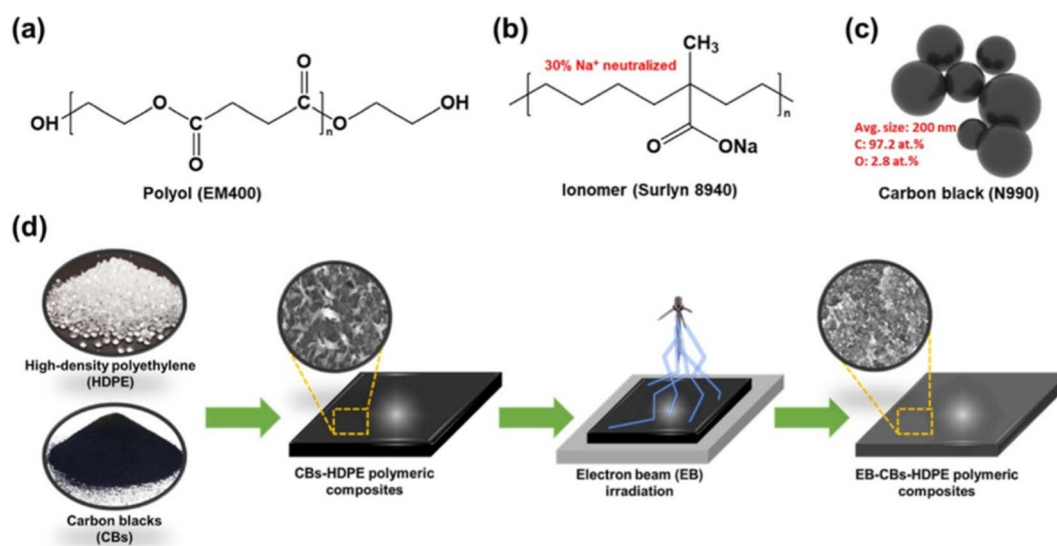 (a)
OH
O
O
O
n
O
OH
Polyol (EM400)
(b)
30% Na⁺ neutralized
CH₃
n
O
ONa
Ionomer (Surlyn 8940)
(c)
Avg. size: 200 nm
C: 97.2 at.%
O: 2.8 at.%
Carbon black (N990)
(d)
High-density polyethylene
(HDPE)
Carbon blacks
(CBs)
CBs-HDPE polymeric
composites
Electron beam (EB)
irradiation
EB-CBs-HDPE polymeric
composites